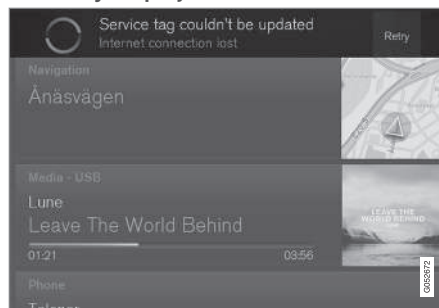 Service tag couldn't be updated
Internet connection lost
Retry
Navigation
Ånäsvägen
Media - USB
Lune
Leave The World Behind
01:21
03:56
LEAVE THE
WORLD BEHIND
Phone
G052672